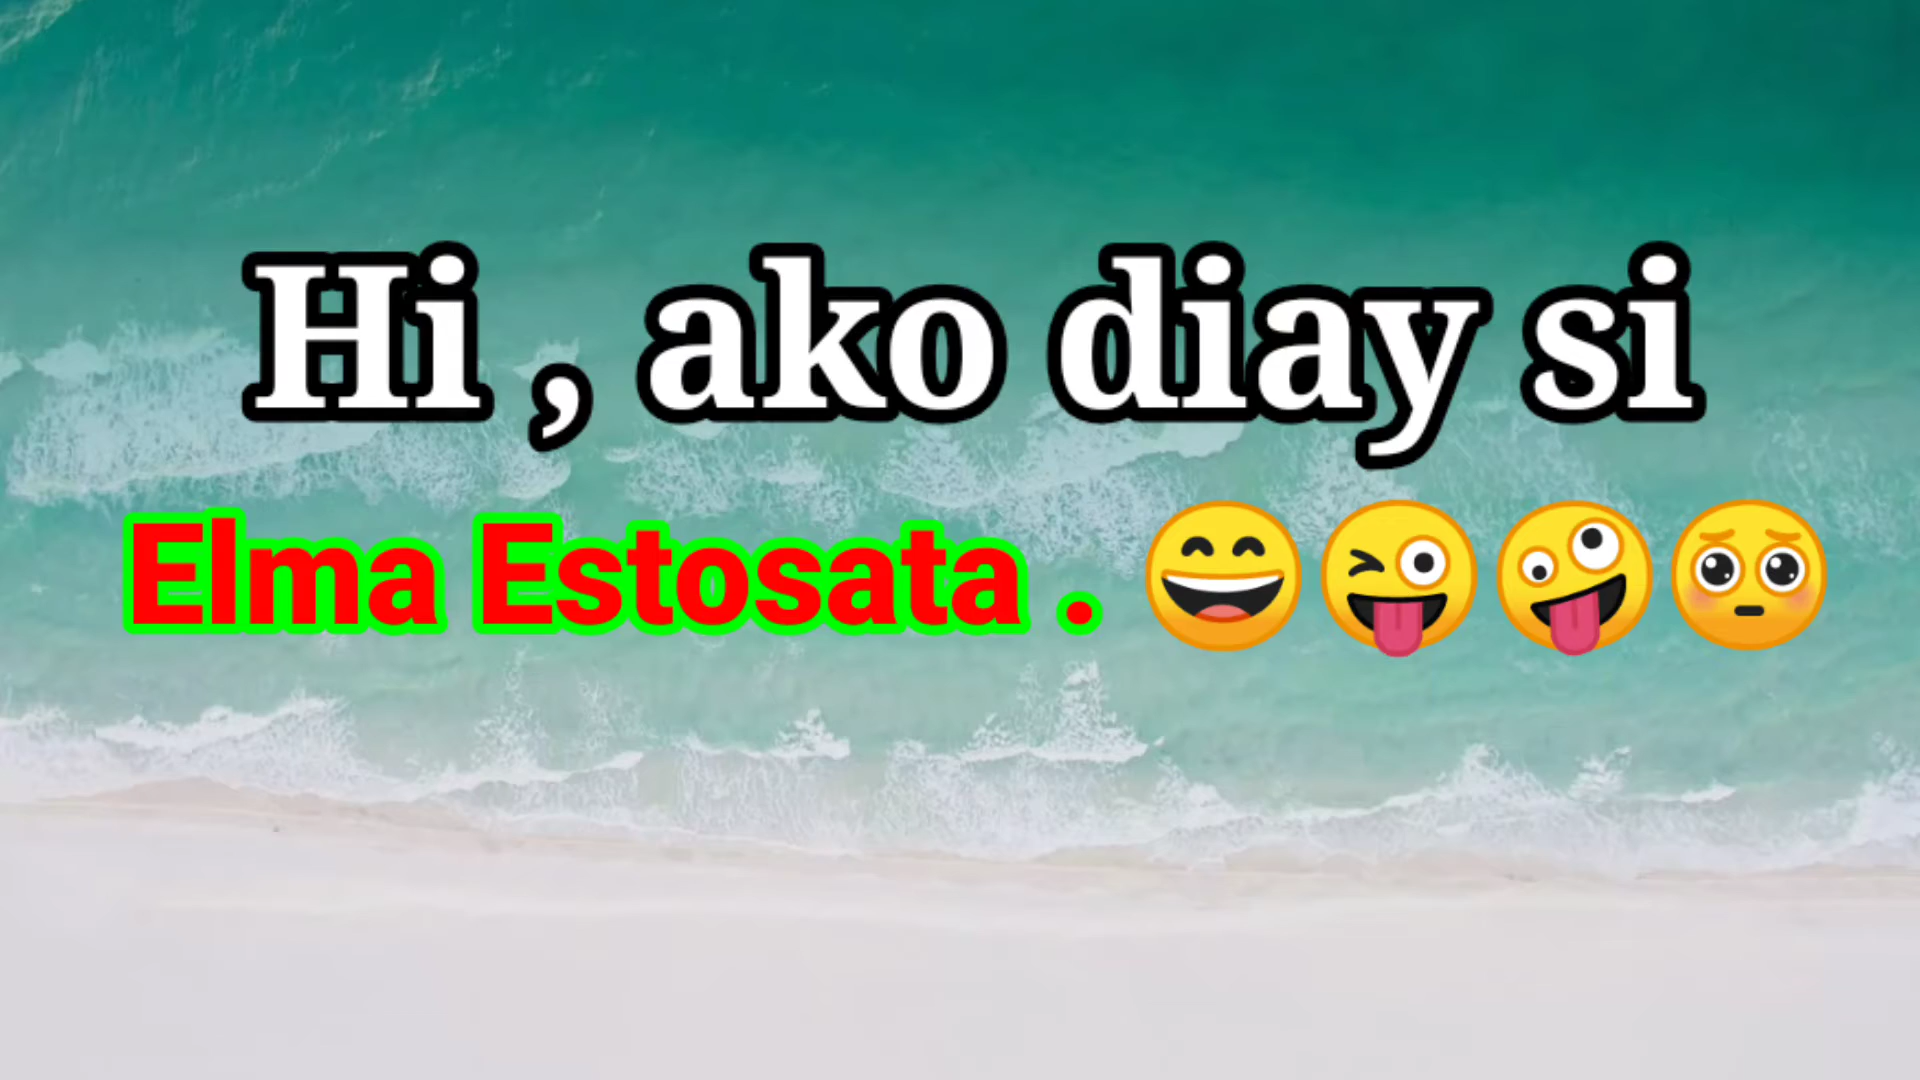 Hi , ako diay si
Elma Estosata . 😄😜🤪🥺